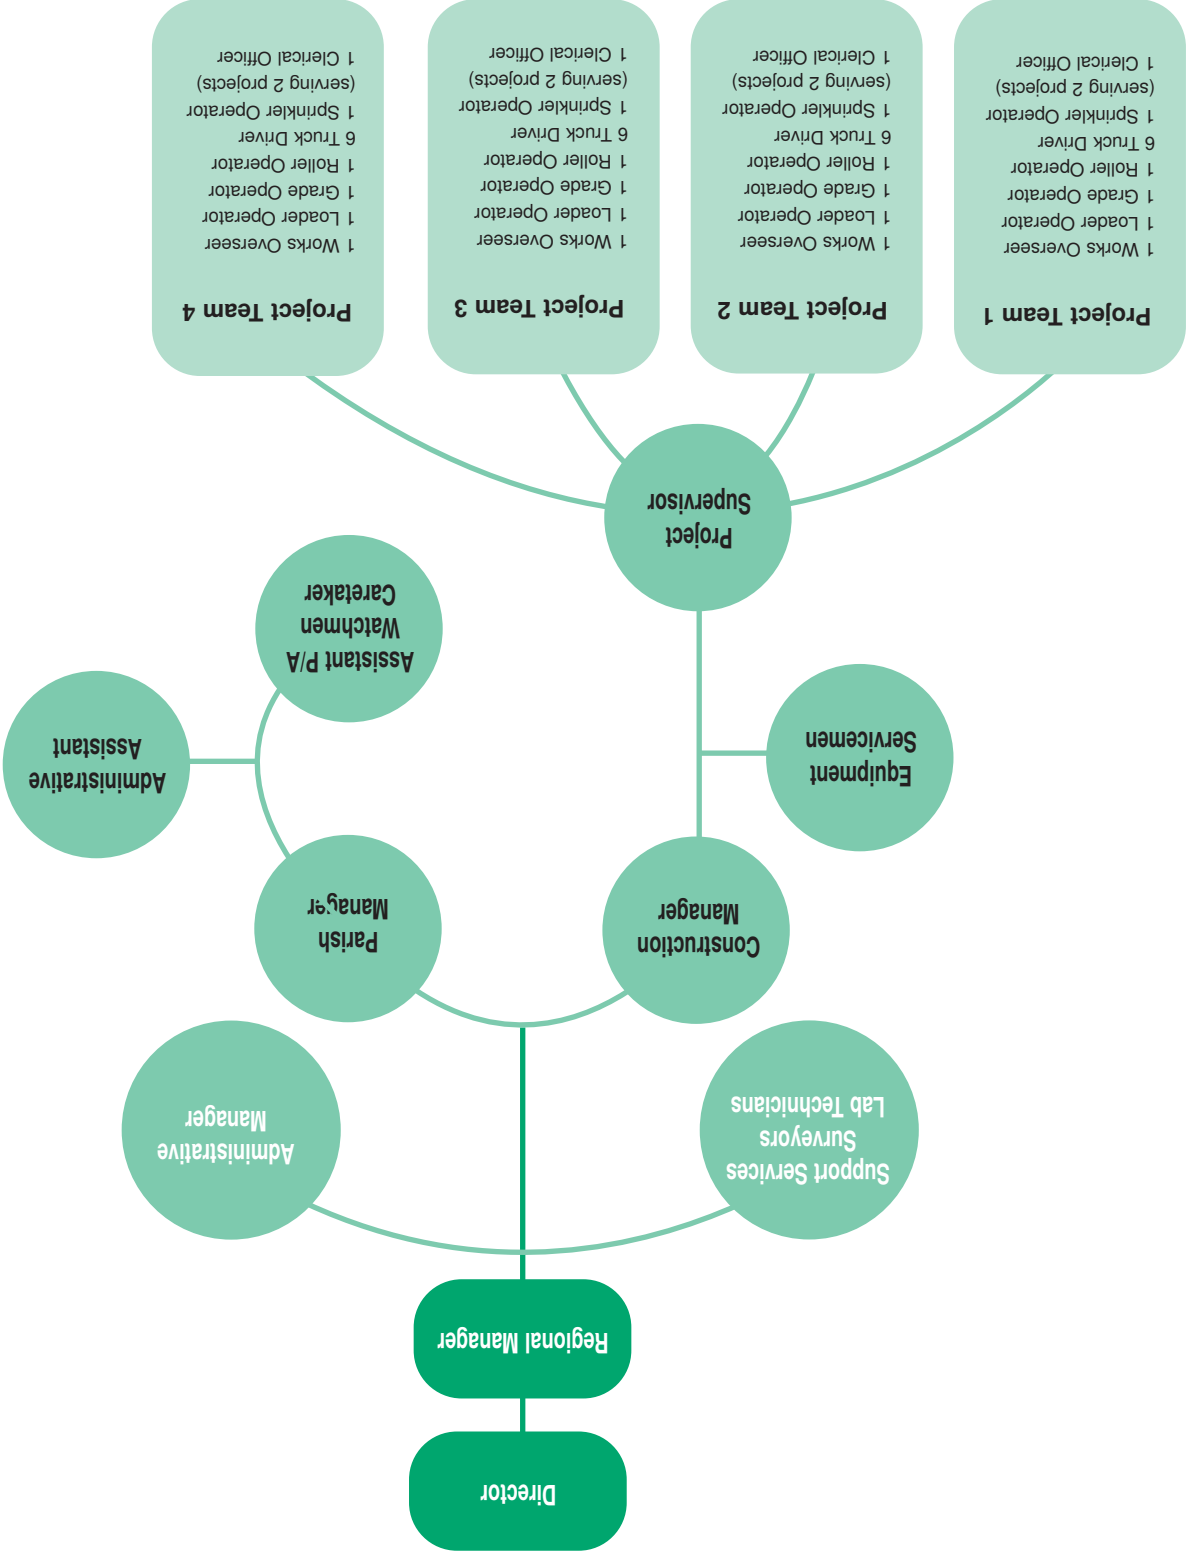 Director
Regional Manager
Support Services
Surveyors
Lab Technicians
Administrative
Manager
Construction
Manager
Parish
Manager
Equipment
Servicemen
Administrative
Assistant
Assistant P/A
Watchmen
Caretaker
Project
Supervisor
Project Team 1
1 Works Overseer
1 Loader Operator
1 Grade Operator
1 Roller Operator
6 Truck Driver
1 Sprinkler Operator
(serving 2 projects)
1 Clerical Officer
Project Team 2
1 Works Overseer
1 Loader Operator
1 Grade Operator
1 Roller Operator
6 Truck Driver
1 Sprinkler Operator
(serving 2 projects)
1 Clerical Officer
Project Team 3
1 Works Overseer
1 Loader Operator
1 Grade Operator
1 Roller Operator
6 Truck Driver
1 Sprinkler Operator
(serving 2 projects)
1 Clerical Officer
Project Team 4
1 Works Overseer
1 Loader Operator
1 Grade Operator
1 Roller Operator
6 Truck Driver
1 Sprinkler Operator
(serving 2 projects)
1 Clerical Officer